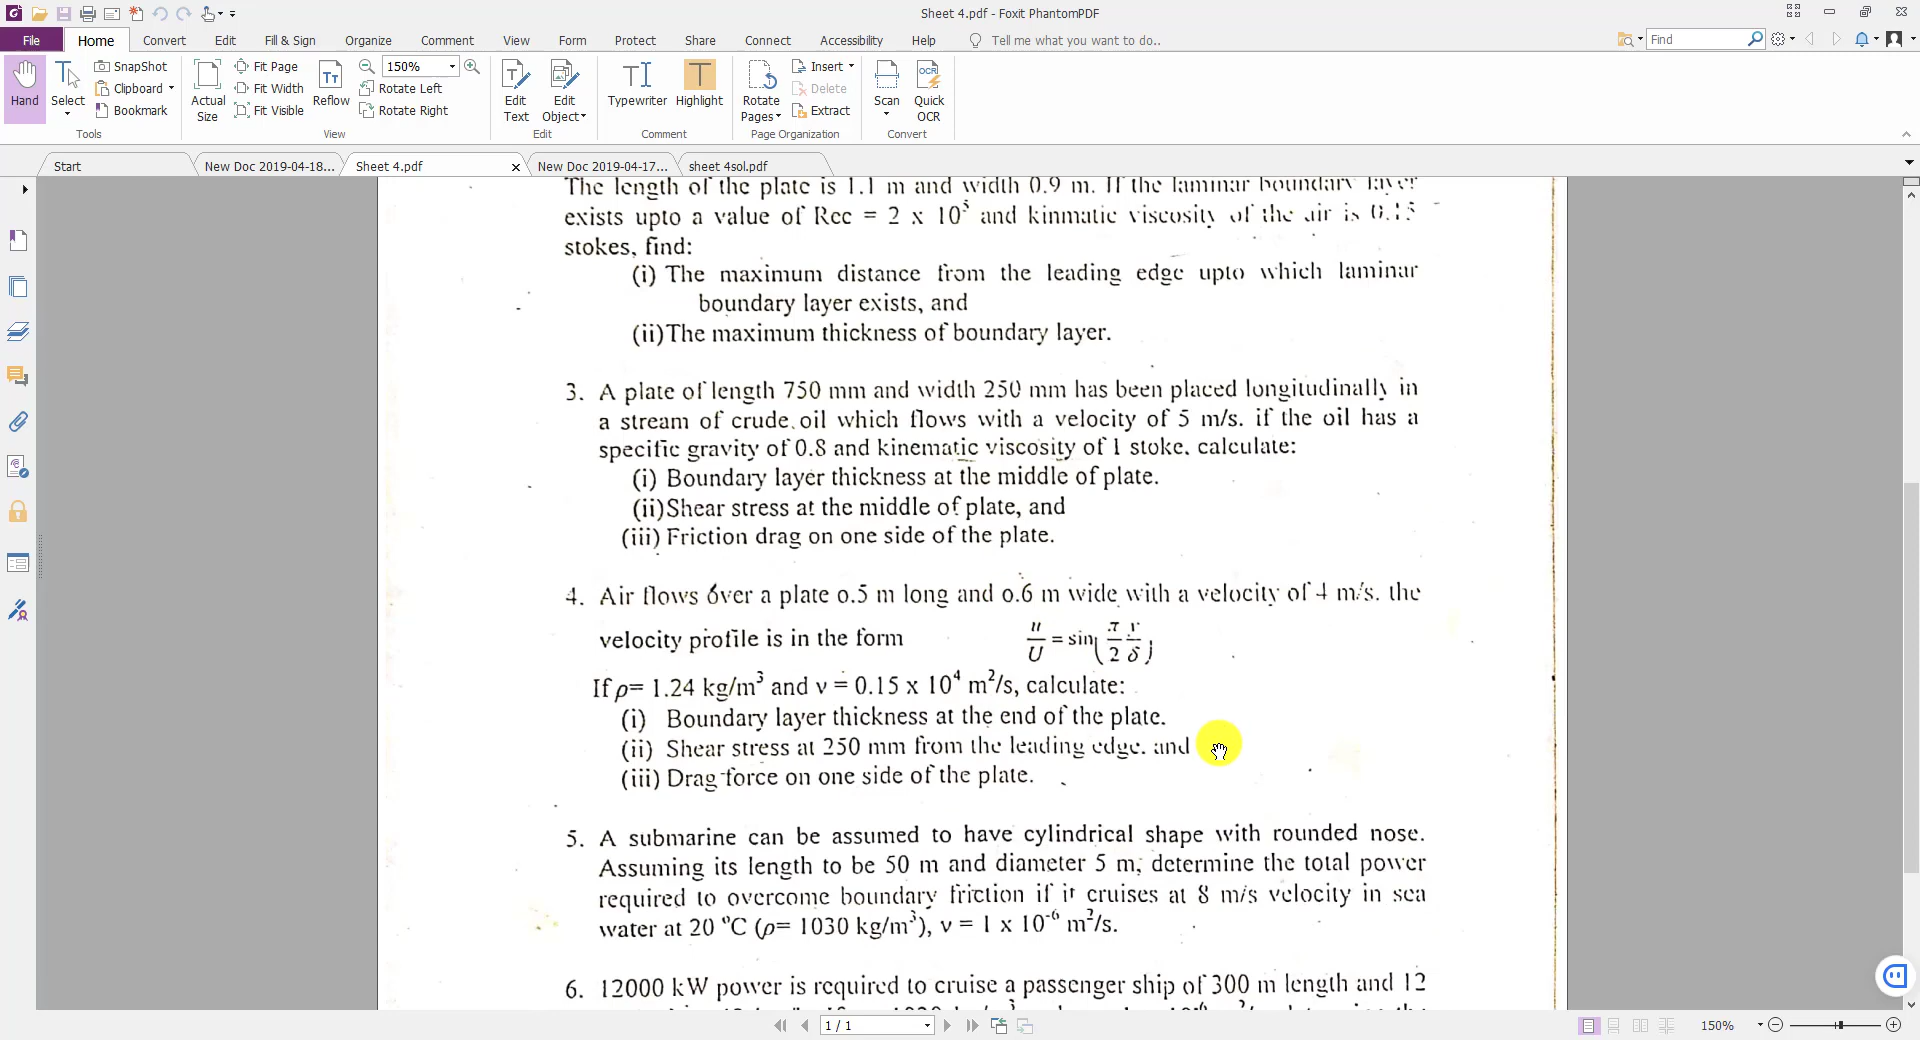 Sheet 4.pdf - Foxit PhantomPDF
File Home Convert Edit Fill & Sign Organize Comment View Form Protect Share Connect Accessibility Help Tell me what you want to do.. Find
Hand
Select
SnapShot
Clipboard
Bookmark
Tools
Actual Size
Fit Page
Fit Width
Fit Visible
Reflow
150%
Rotate Left
Rotate Right
View
Edit Text
Edit Object
Edit
Typewriter
Highlight
Comment
Rotate Pages
Insert
Delete
Extract
Page Organization
Scan
Quick OCR
Convert
Start
New Doc 2019-04-18...
Sheet 4.pdf
New Doc 2019-04-17...
sheet 4sol.pdf
The length of the plate is 1.1 m and width 0.9 m. If the laminar boundary layer
exists upto a value of Rec = 2 x 10⁵ and kinmatic viscosity of the air is 0.15
stokes, find:
(i) The maximum distance from the leading edge upto which laminar
boundary layer exists, and
(ii) The maximum thickness of boundary layer.
3. A plate of length 750 mm and width 250 mm has been placed longitudinally in
a stream of crude oil which flows with a velocity of 5 m/s. if the oil has a
specific gravity of 0.8 and kinematic viscosity of 1 stoke. calculate:
(i) Boundary layer thickness at the middle of plate.
(ii) Shear stress at the middle of plate, and
(iii) Friction drag on one side of the plate.
4. Air flows over a plate o.5 m long and o.6 m wide with a velocity of 4 m/s. the
velocity profile is in the form u/U = sin(π/2 y/δ)
If ρ= 1.24 kg/m³ and ν = 0.15 x 10⁴ m²/s, calculate:
(i) Boundary layer thickness at the end of the plate.
(ii) Shear stress at 250 mm from the leading edge. and
(iii) Drag force on one side of the plate.
5. A submarine can be assumed to have cylindrical shape with rounded nose.
Assuming its length to be 50 m and diameter 5 m, determine the total power
required to overcome boundary friction if it cruises at 8 m/s velocity in sea
water at 20 ºC (ρ= 1030 kg/m³), ν = 1 x 10⁻⁶ m²/s.
6. 12000 kW power is required to cruise a passenger ship of 300 m length and 12
1 / 1
150%